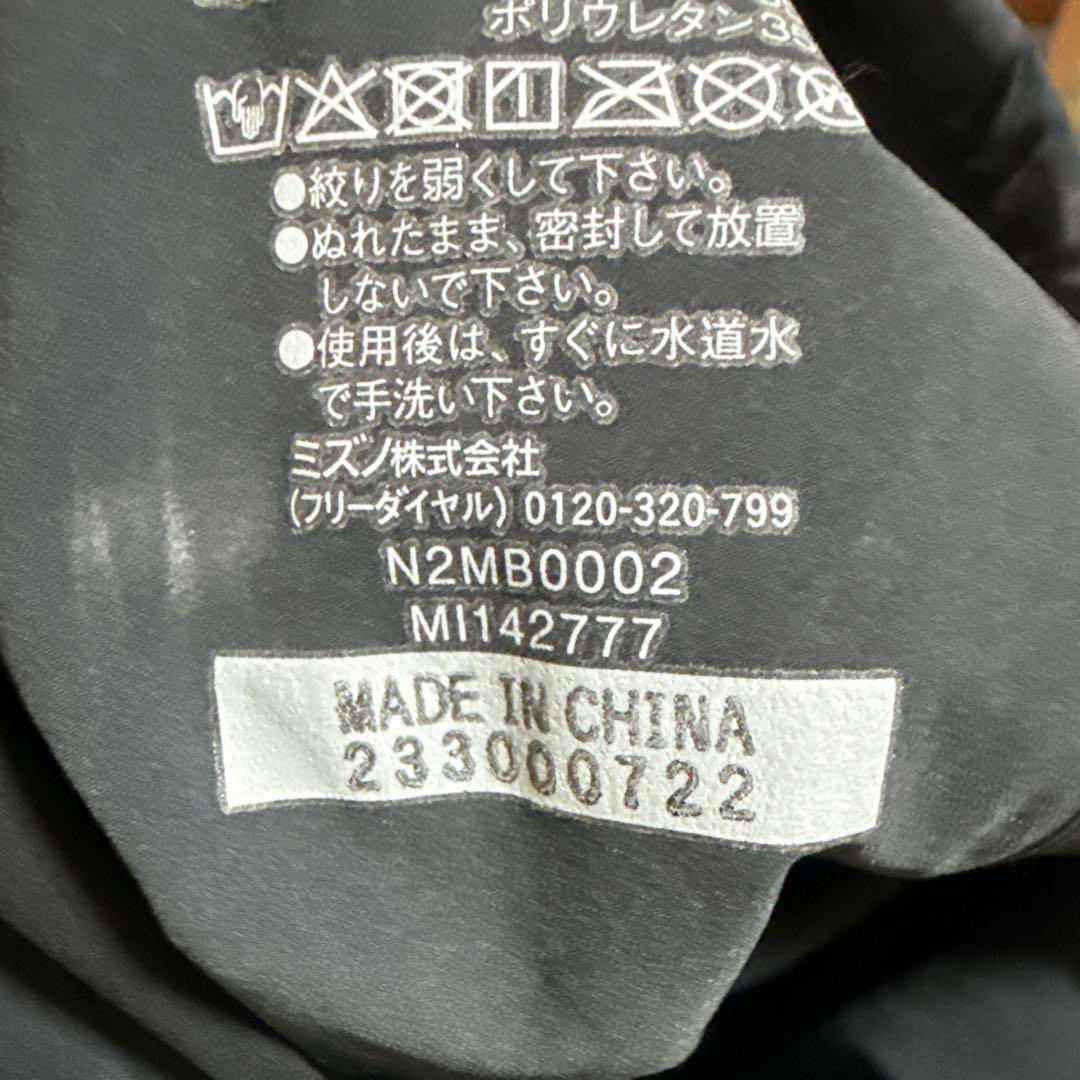 ポリウレタン35
●絞りを弱くして下さい。
●ぬれたまま、密封して放置
しないで下さい。
●使用後は、すぐに水道水
で手洗い下さい。
ミズノ株式会社
(フリーダイヤル) 0120-320-799
N2MB0002
MI142777
MADE IN CHINA
233000722